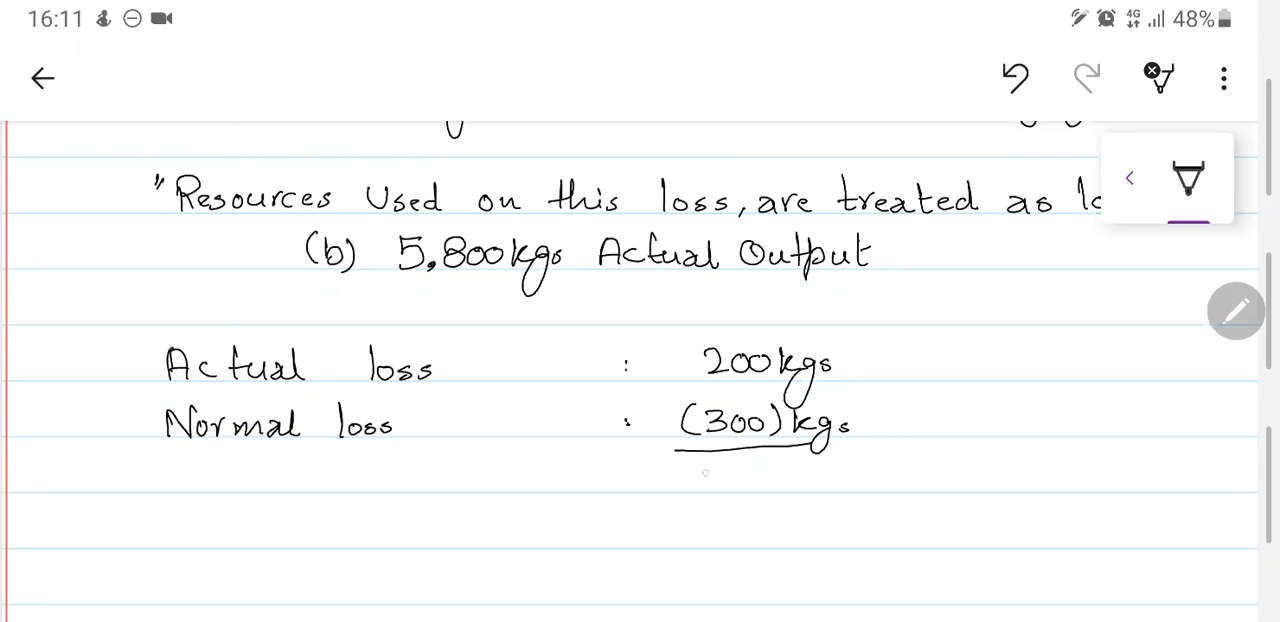 16:11 4G 48%
"Resources Used on this loss, are treated as
(b) 5,800kgs Actual Output
Actual loss : 200kgs
Normal loss : (300)kgs